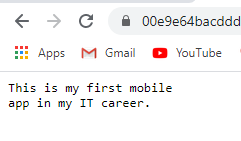 00e9e64bacddd
Apps Gmail YouTube
This is my first mobile
app in my IT career.